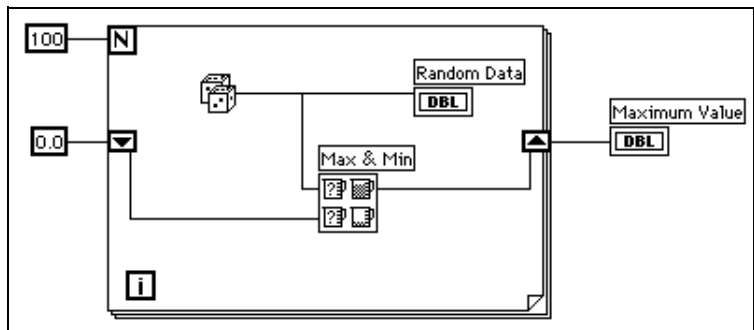 100
N
Random Data
DBL
Maximum Value
DBL
0.0
Max & Min
?
?
i